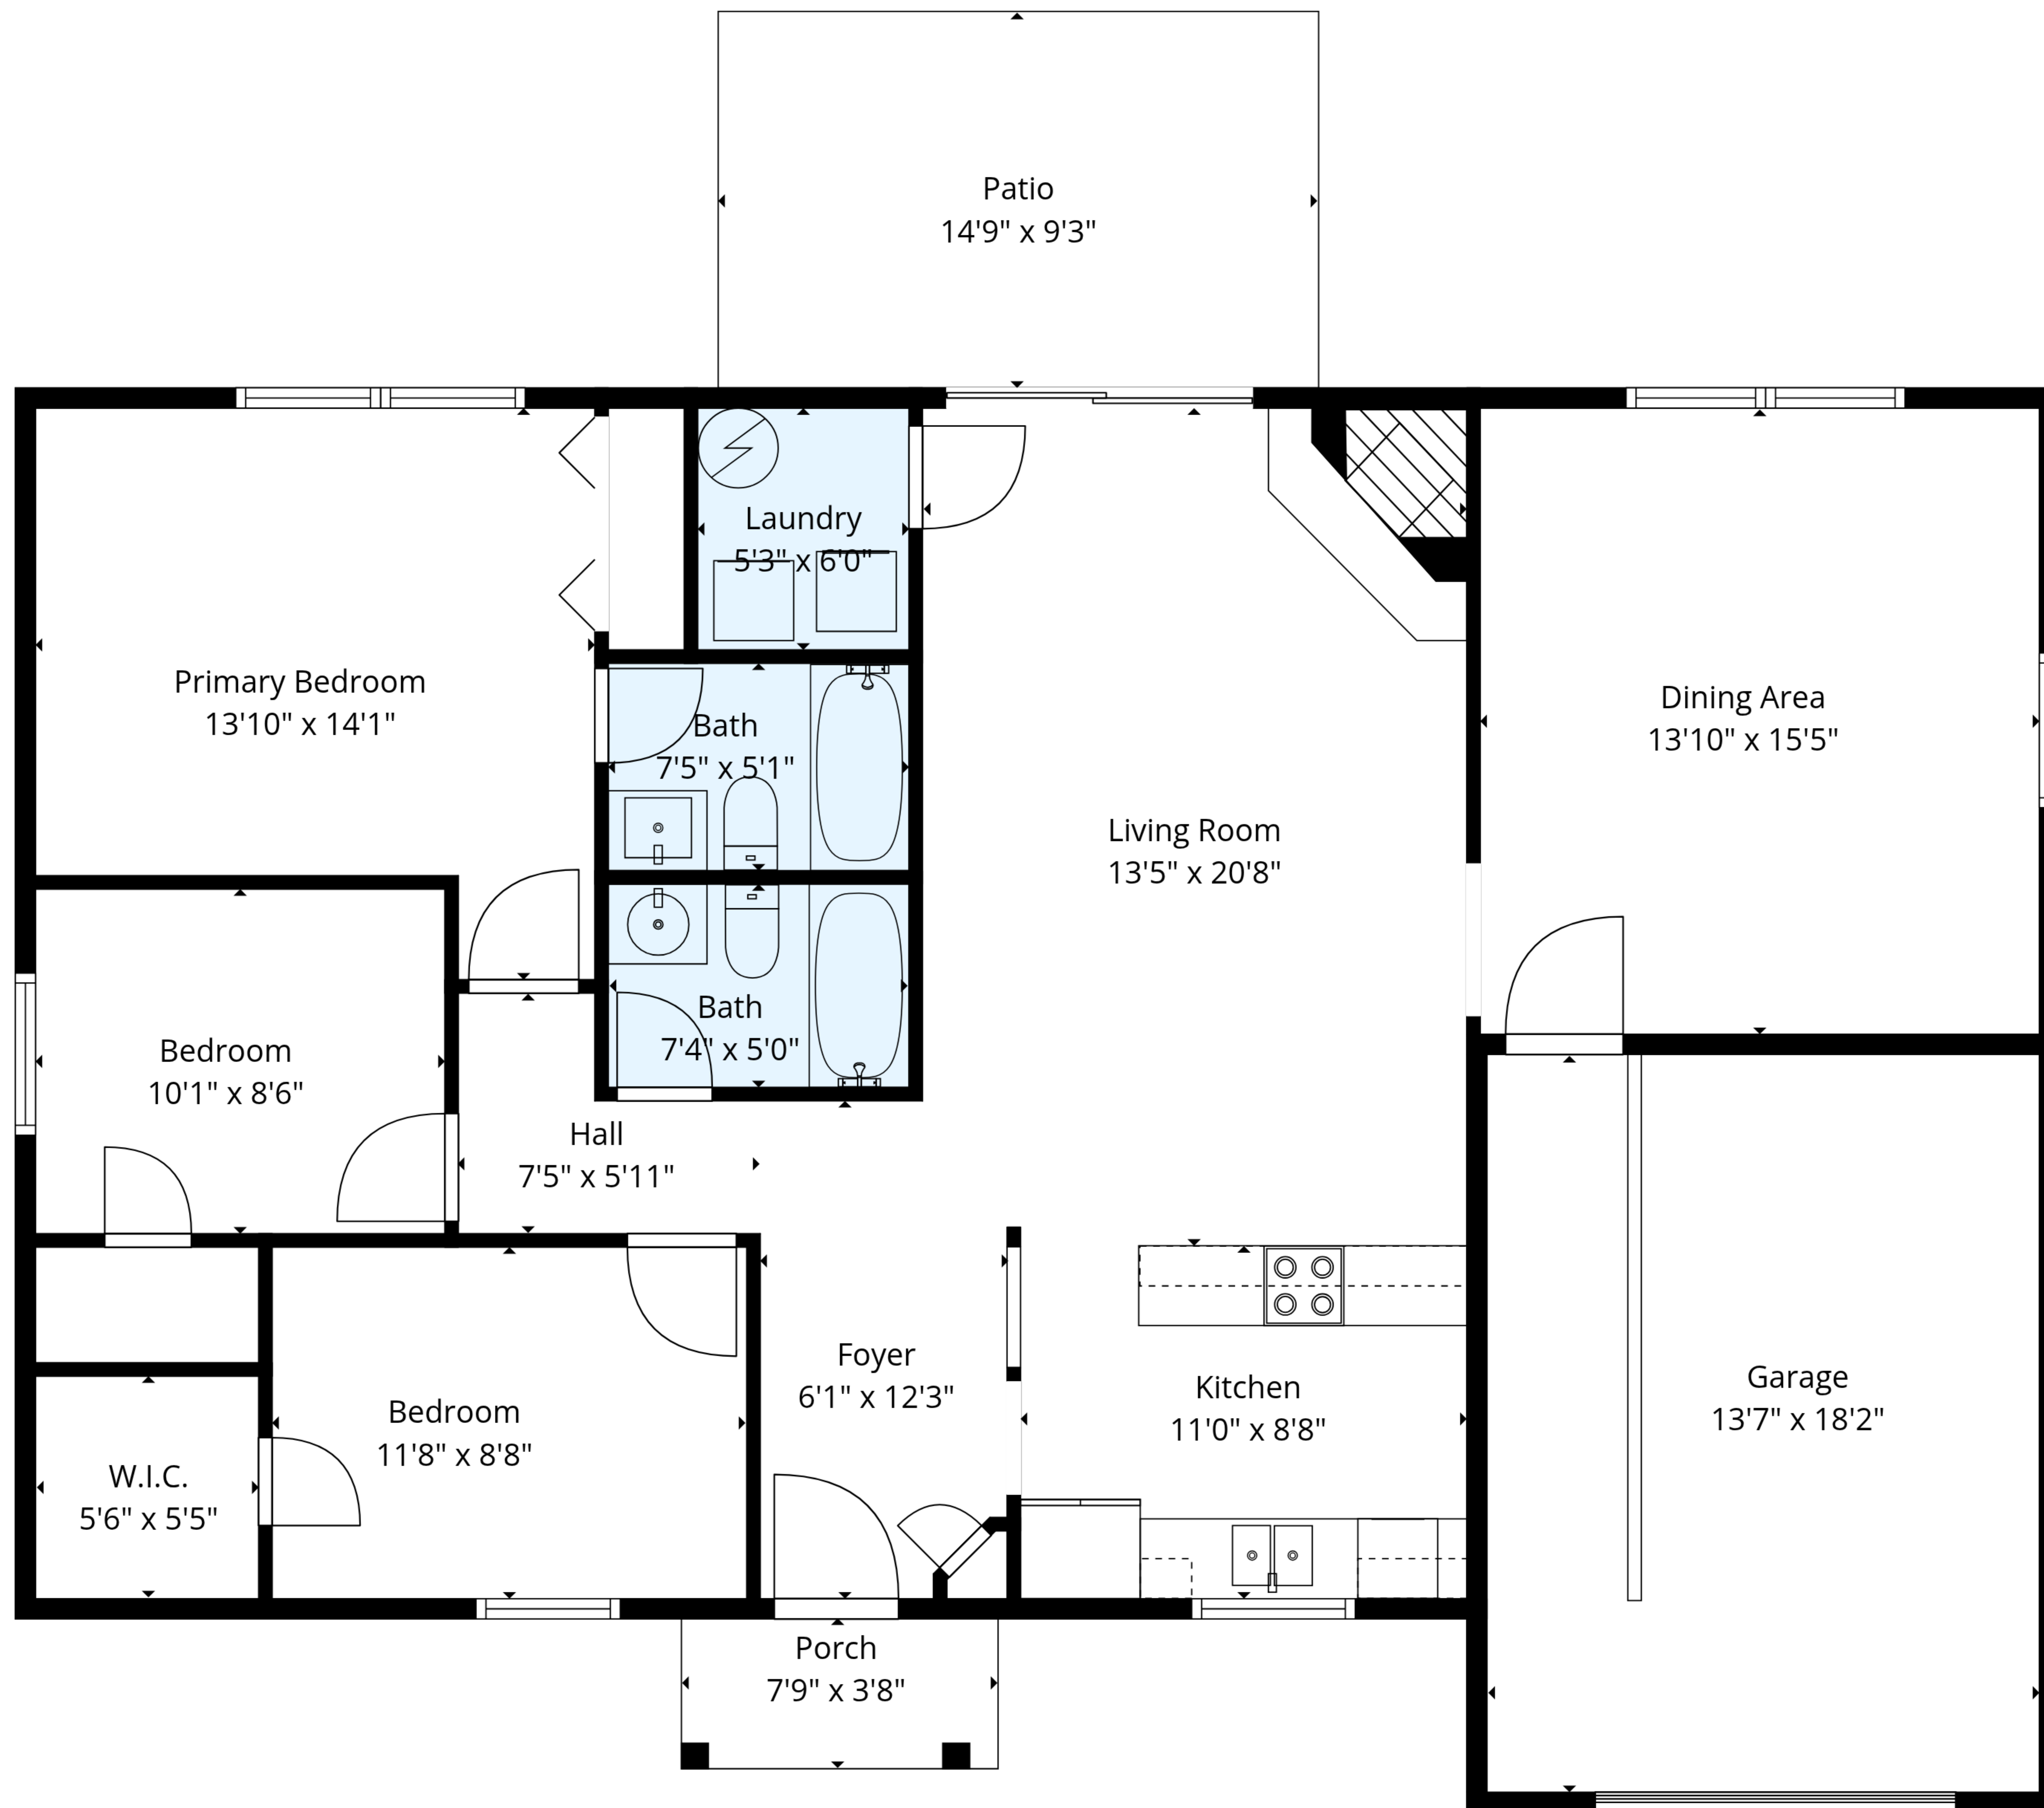 Patio
14'9" x 9'3"
Laundry
5'3" x 6'0"
Primary Bedroom
13'10" x 14'1"
Bath
7'5" x 5'1"
Dining Area
13'10" x 15'5"
Living Room
13'5" x 20'8"
Bath
7'4" x 5'0"
Bedroom
10'1" x 8'6"
Hall
7'5" x 5'11"
Foyer
6'1" x 12'3"
Kitchen
11'0" x 8'8"
Garage
13'7" x 18'2"
Bedroom
11'8" x 8'8"
W.I.C.
5'6" x 5'5"
Porch
7'9" x 3'8"